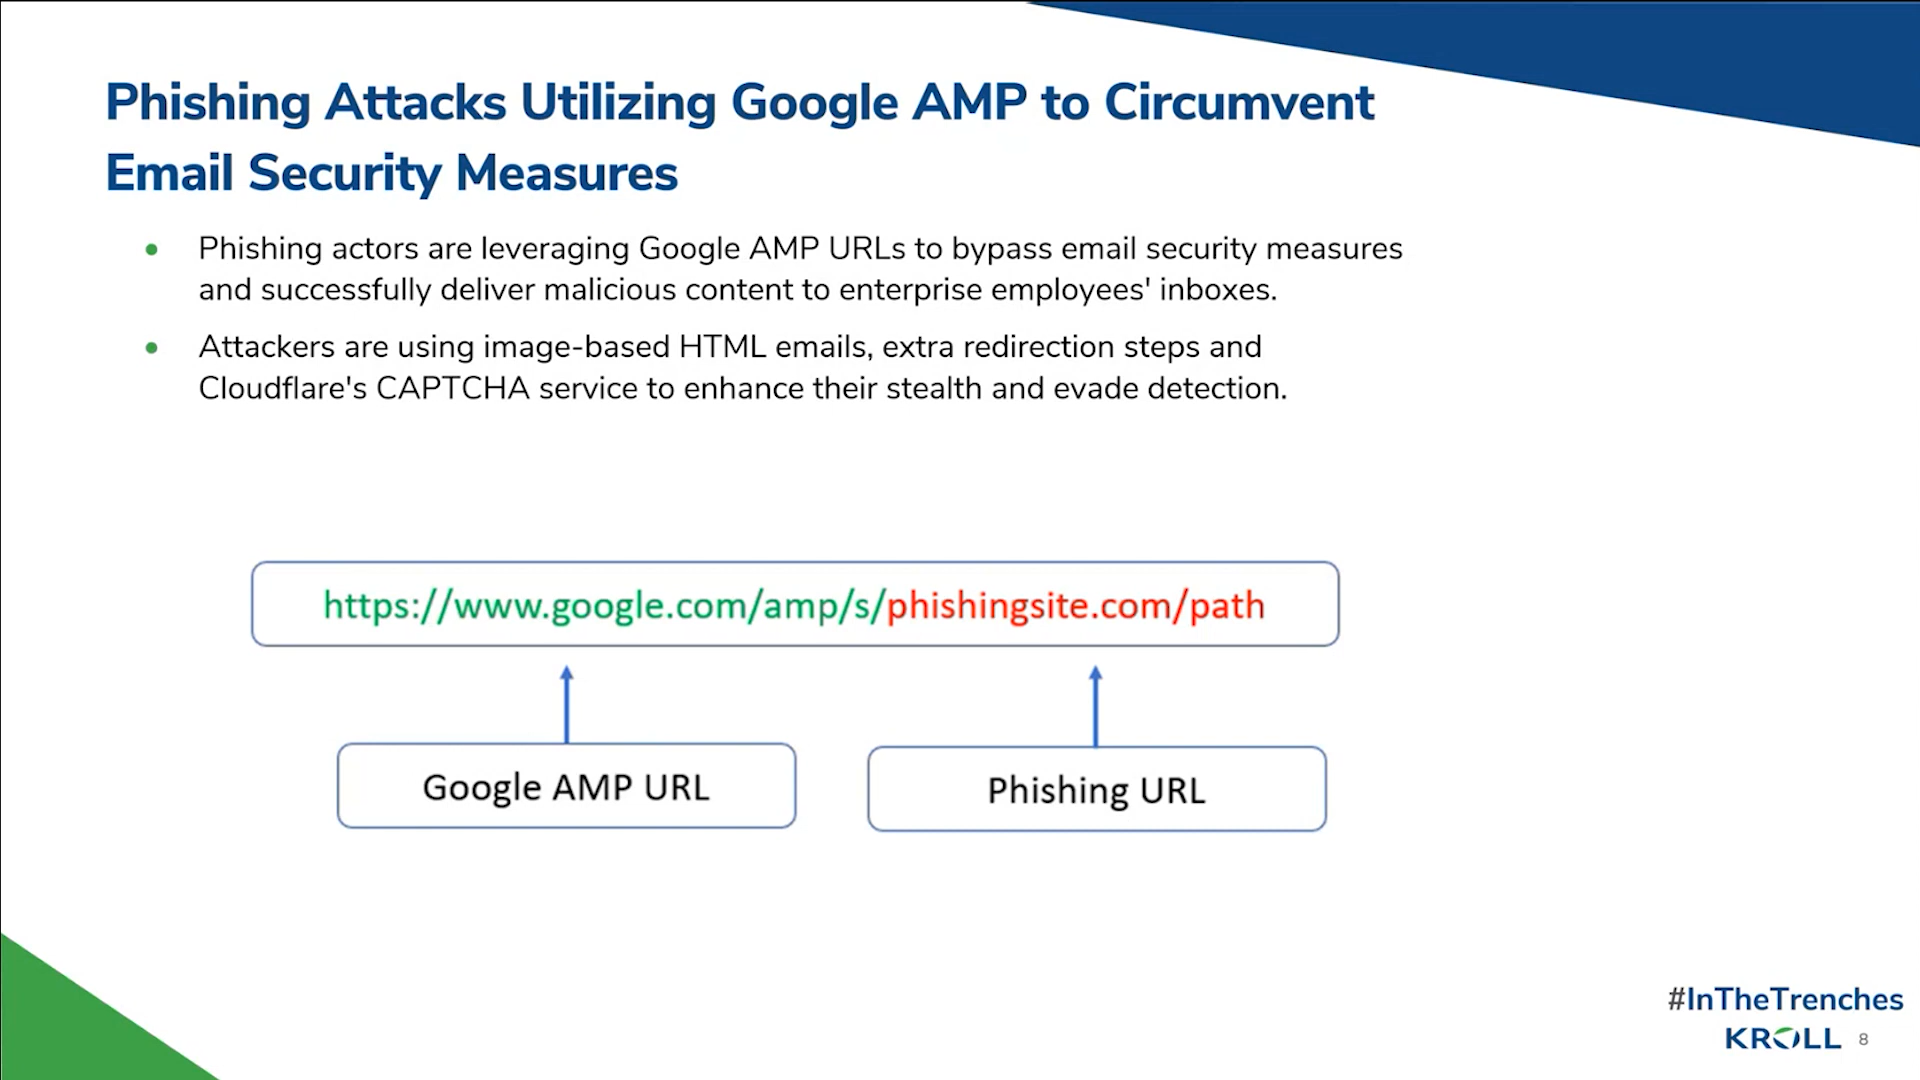 Phishing Attacks Utilizing Google AMP to Circumvent
Email Security Measures
Phishing actors are leveraging Google AMP URLs to bypass email security measures
and successfully deliver malicious content to enterprise employees' inboxes.
Attackers are using image-based HTML emails, extra redirection steps and
Cloudflare's CAPTCHA service to enhance their stealth and evade detection.
https://www.google.com/amp/s/phishingsite.com/path
Google AMP URL
Phishing URL
#InTheTrenches
KROLL 8